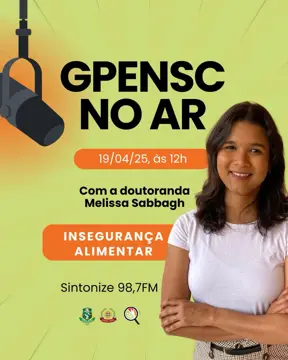 GPENSC
NO AR
19/04/25, às 12h
Com a doutoranda
Melissa Sabbagh
INSEGURANÇA
ALIMENTAR
Sintonize 98,7FM